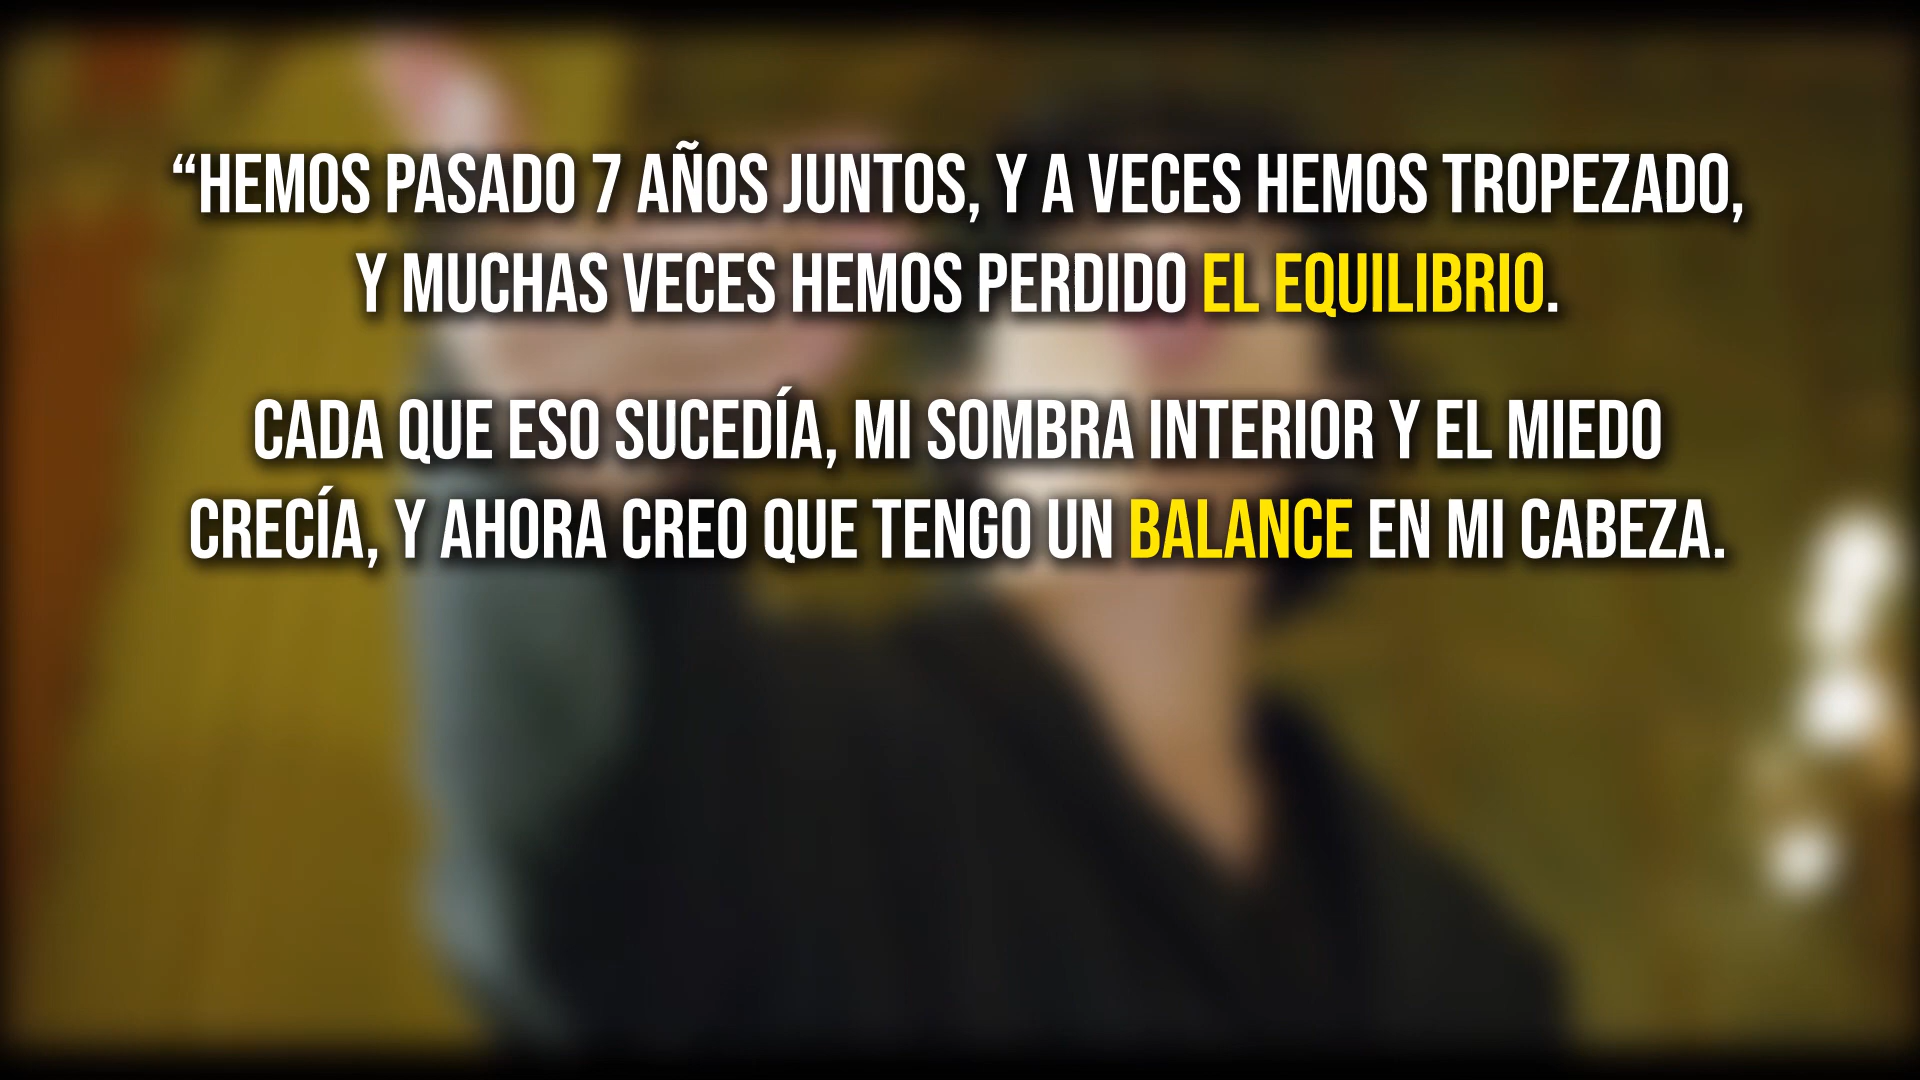 “HEMOS PASADO 7 AÑOS JUNTOS, Y A VECES HEMOS TROPEZADO,
Y MUCHAS VECES HEMOS PERDIDO EL EQUILIBRIO.
CADA QUE ESO SUCEDÍA, MI SOMBRA INTERIOR Y EL MIEDO
CRECÍA, Y AHORA CREO QUE TENGO UN BALANCE EN MI CABEZA.